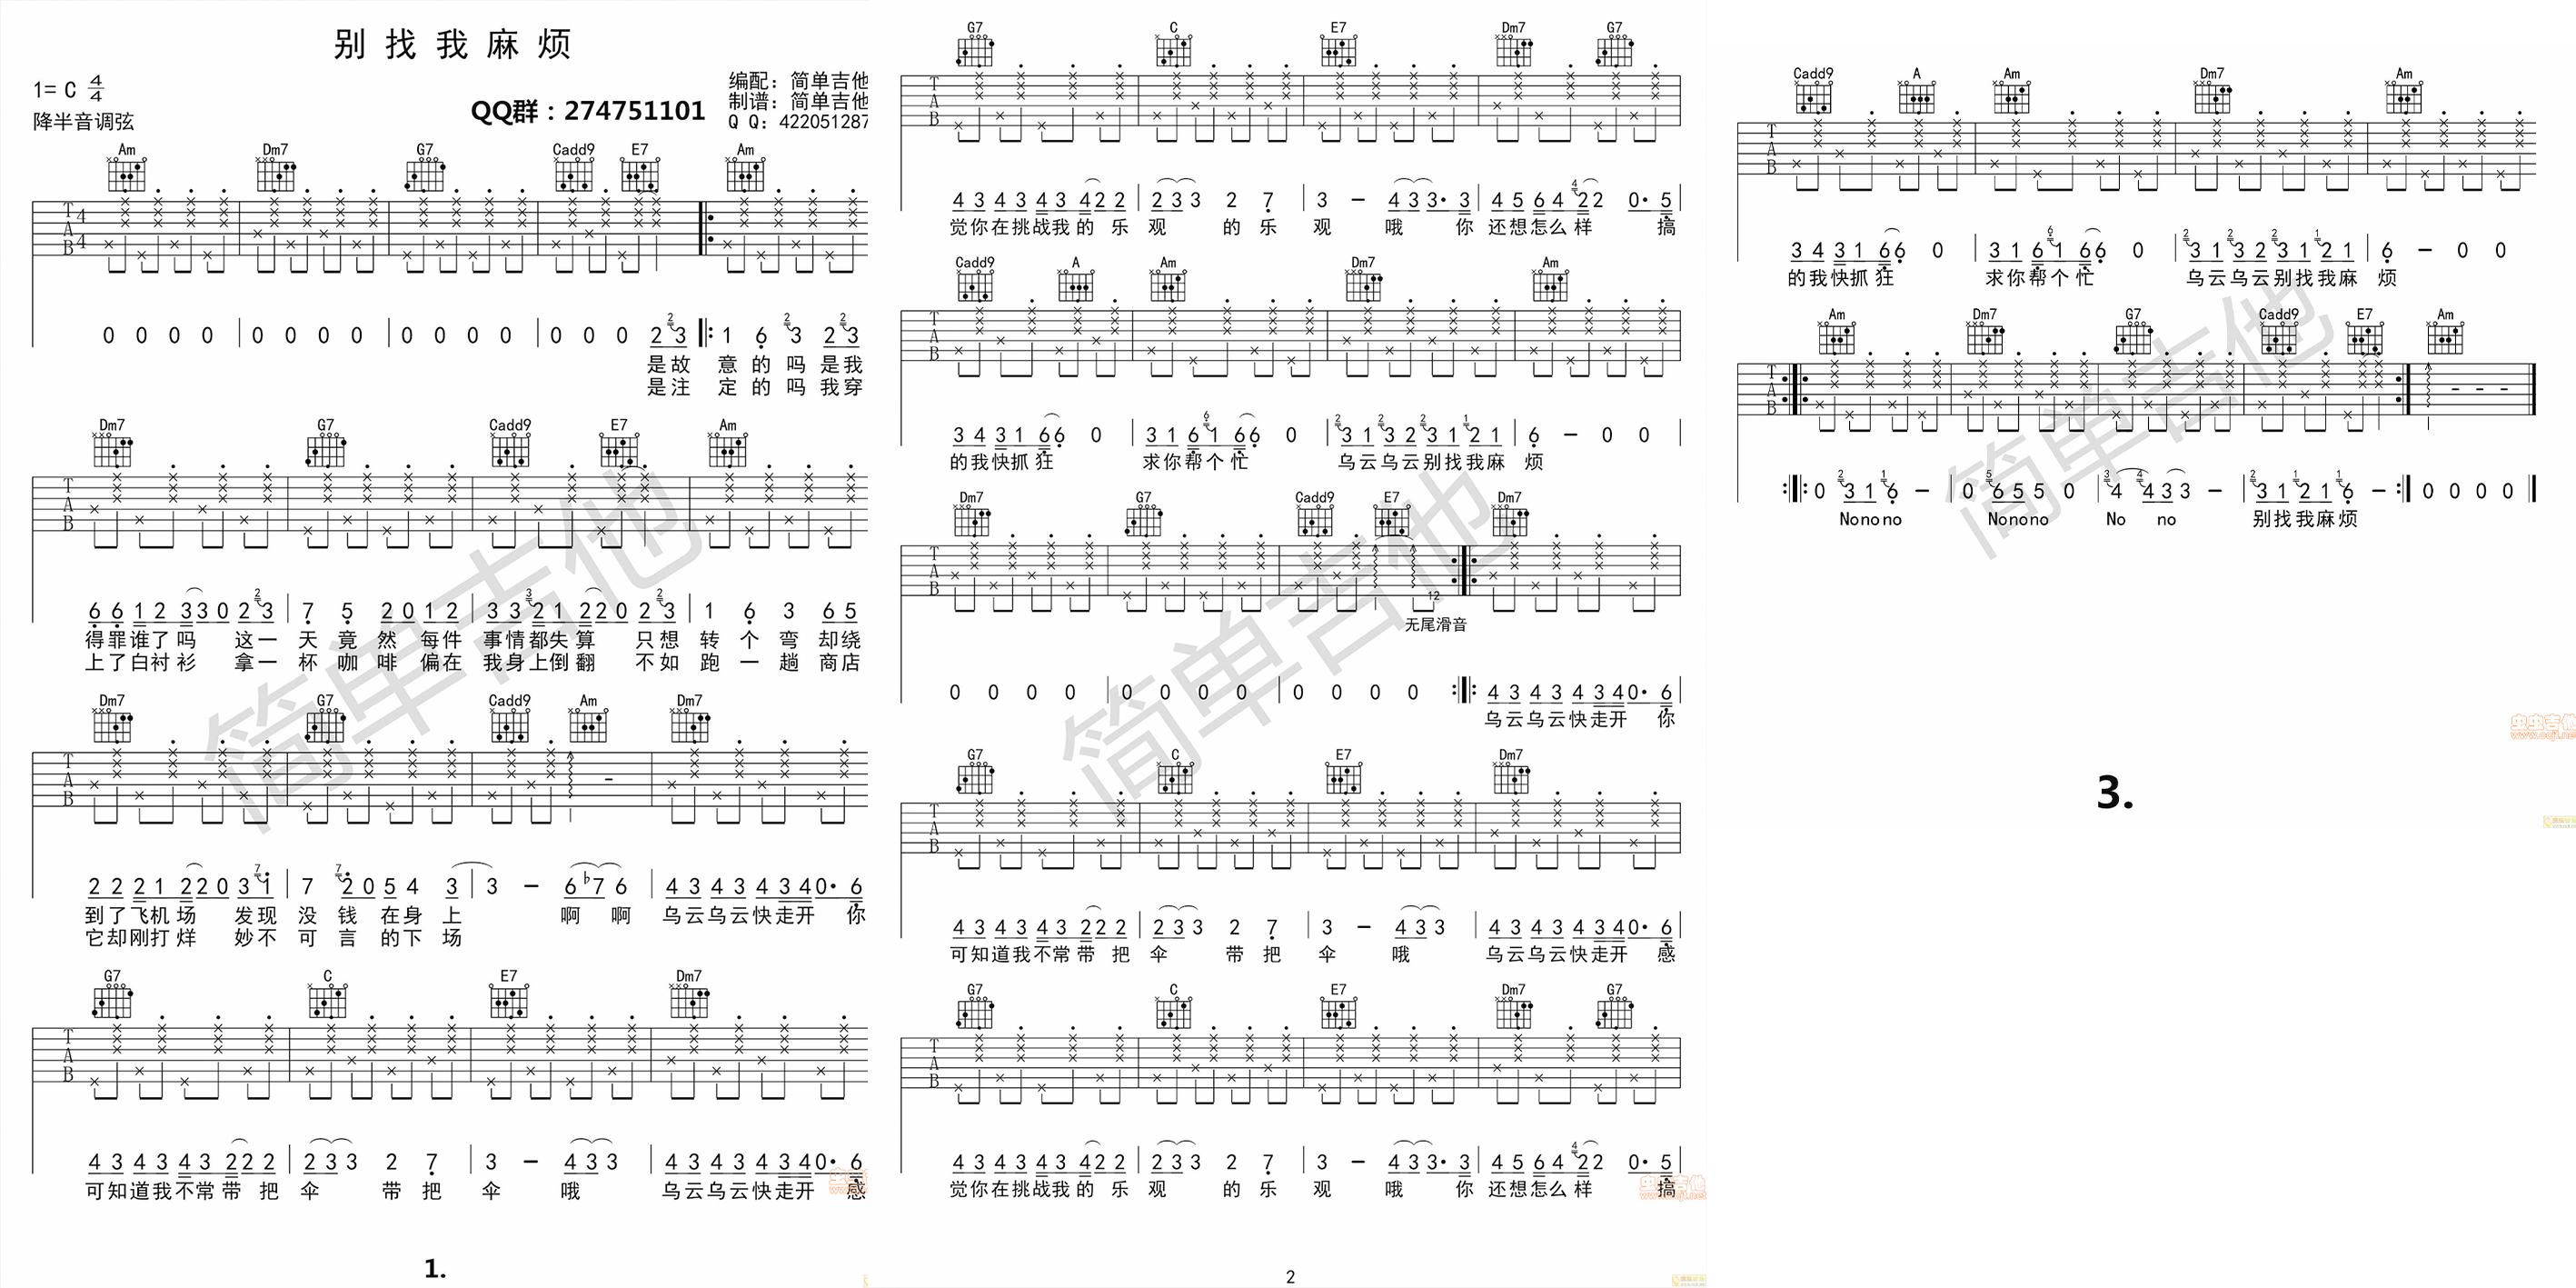 别 找 我 麻 烦
1= C 4/4
降半音调弦
QQ群：274751101
编配：简单吉他
制谱：简单吉他
Q Q：422051287
Am Dm7 G7 Cadd9 E7 Am
0 0 0 0 0 0 0 0 0 0 0 0 0 0 0 2 3 1 6 3 2 3
是故 意 的 吗 是我
是注 定 的 吗 我穿
Dm7 G7 Cadd9 E7 Am
6 6 1 2 3 3 0 2 3 7 5 2 0 1 2 3 3 2 1 2 2 0 2 3 1 6 3 6 5
得罪谁了吗 这一 天 竟 然 每件 事情都失算 只想 转 个 弯 却绕
上了白衬衫 拿一 杯 咖 啡 偏在 我身上倒翻 不如 跑 一 趟 商店
Dm7 G7 Cadd9 Am Dm7
2 2 2 1 2 2 0 3 1 7 2 0 5 4 3 3 － 6 ♭7 6 4 3 4 3 4 3 4 0· 6
到了飞机场 发现 没 钱 在身 上 啊 啊 乌云乌云快走开 你
它却刚打烊 妙不 可 言 的下 场
G7 C E7 Dm7
4 3 4 3 4 3 2 2 2 2 3 3 2 7 3 － 4 3 3 4 3 4 3 4 3 4 0· 6
可知道我不常带 把 伞 带 把 伞 哦 乌云乌云快走开 感
1.
G7 C E7 Dm7 G7
4 3 4 3 4 3 4 2 2 2 3 3 2 7 3 － 4 3 3· 3 4 5 6 4 2 2 0· 5
觉你在挑战我的 乐 观 的 乐 观 哦 你 还想怎么样 搞
Cadd9 A Am Dm7 Am
3 4 3 1 6 6 0 3 1 6 1 6 6 0 3 1 3 2 3 1 2 1 6 － 0 0
的我快抓狂 求你帮个忙 乌云乌云别找我麻 烦
Dm7 G7 Cadd9 E7 Dm7
12
无尾滑音
0 0 0 0 0 0 0 0 0 0 0 0 4 3 4 3 4 3 4 0· 6
乌云乌云快走开 你
G7 C E7 Dm7
4 3 4 3 4 3 2 2 2 2 3 3 2 7 3 － 4 3 3 4 3 4 3 4 3 4 0· 6
可知道我不常带 把 伞 带 把 伞 哦 乌云乌云快走开 感
G7 C E7 Dm7 G7
4 3 4 3 4 3 4 2 2 2 3 3 2 7 3 － 4 3 3· 3 4 5 6 4 2 2 0· 5
觉你在挑战我的 乐 观 的 乐 观 哦 你 还想怎么样 搞
2
Cadd9 A Am Dm7 Am
3 4 3 1 6 6 0 3 1 6 1 6 6 0 3 1 3 2 3 1 2 1 6 － 0 0
的我快抓狂 求你帮个忙 乌云乌云别找我麻 烦
Am Dm7 G7 Cadd9 E7 Am
0 3 1 6 － 0 6 5 5 0 4 4 3 3 － 3 1 2 1 6 － 0 0 0 0
Nonono Nonono No no 别找我麻烦
3.
简单吉他
简单吉他
简单吉他
虫虫吉他